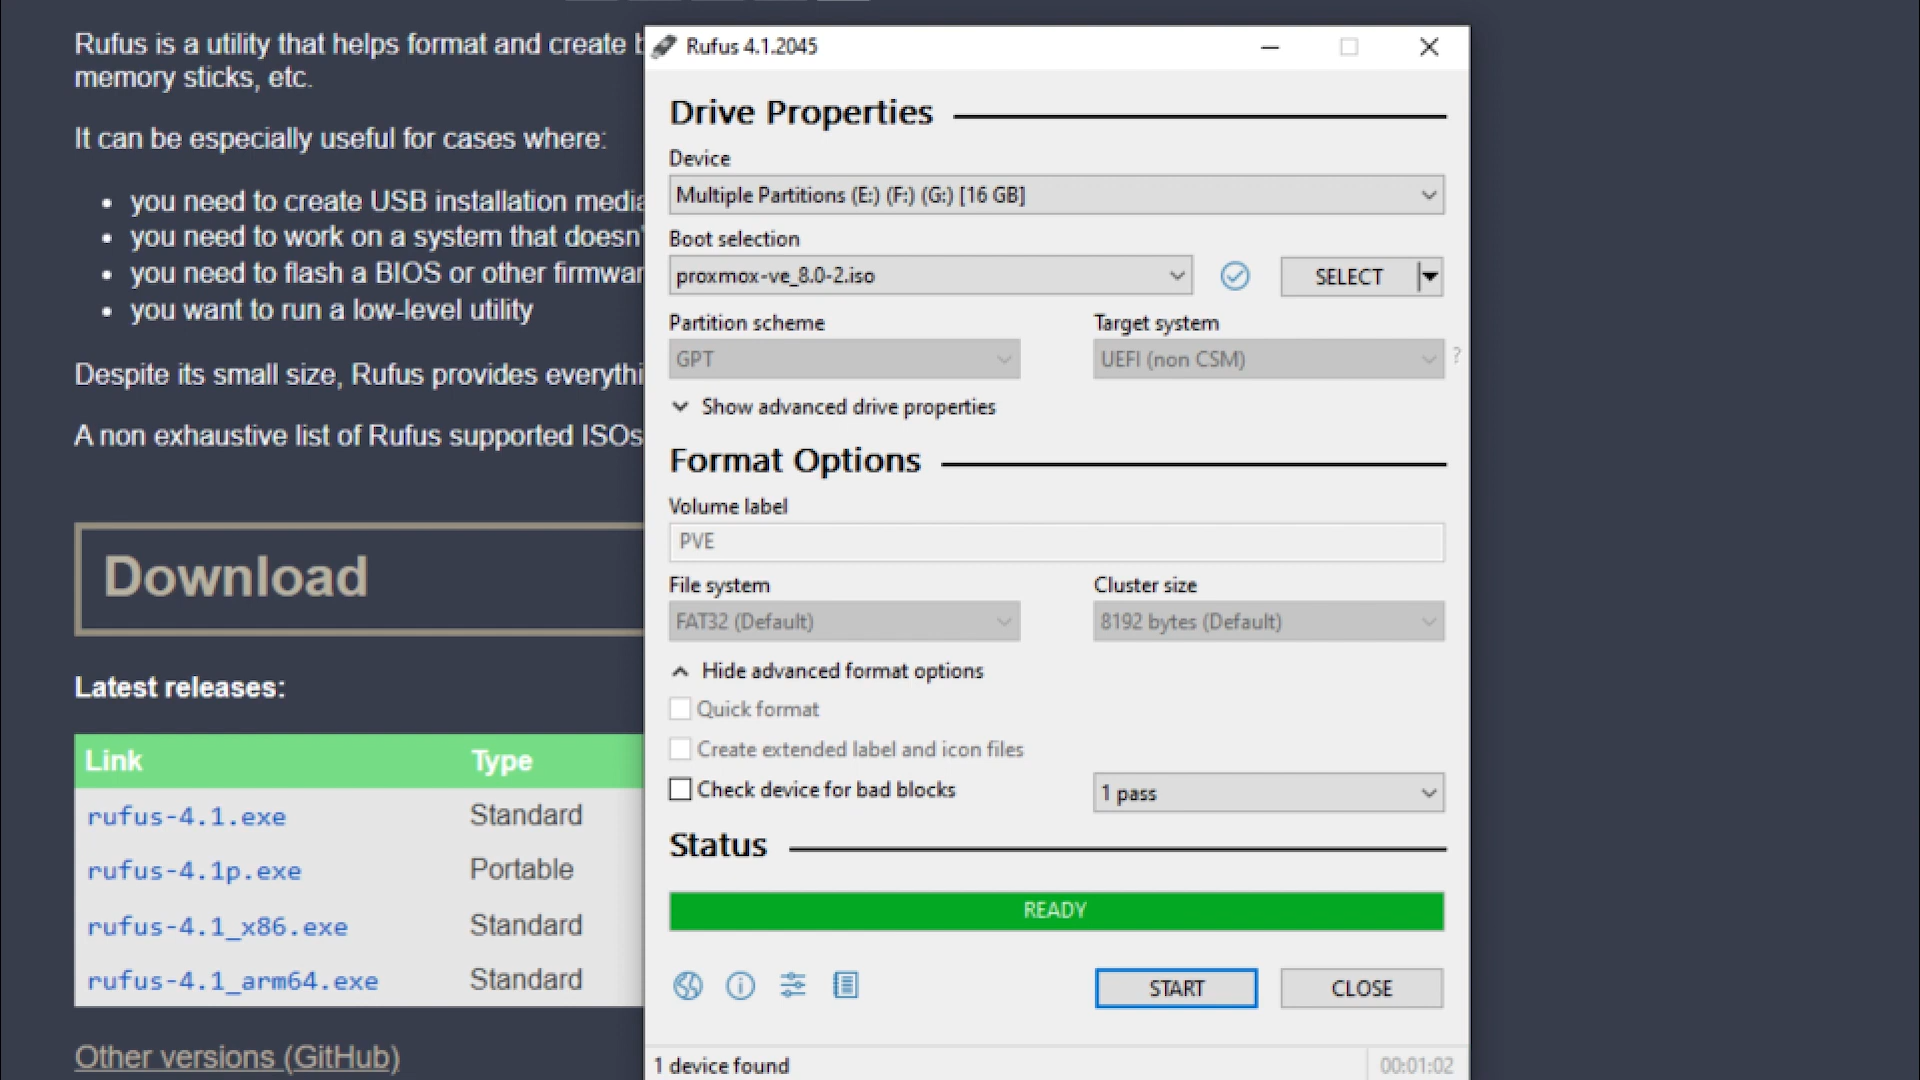 Rufus is a utility that helps format and create
memory sticks, etc.
It can be especially useful for cases where:
• you need to create USB installation media
• you need to work on a system that doesn'
• you need to flash a BIOS or other firmwar
• you want to run a low-level utility
Despite its small size, Rufus provides everythi
A non exhaustive list of Rufus supported ISOs
Download
Latest releases:
Link Type
rufus-4.1.exe Standard
rufus-4.1p.exe Portable
rufus-4.1_x86.exe Standard
rufus-4.1_arm64.exe Standard
Other versions (GitHub)
Rufus 4.1.2045
Drive Properties
Device
Multiple Partitions (E:) (F:) (G:) [16 GB]
Boot selection
proxmox-ve_8.0-2.iso
SELECT
Partition scheme
Target system
GPT
UEFI (non CSM)
?
Show advanced drive properties
Format Options
Volume label
PVE
File system
Cluster size
FAT32 (Default)
8192 bytes (Default)
Hide advanced format options
Quick format
Create extended label and icon files
Check device for bad blocks
1 pass
Status
READY
START
CLOSE
1 device found
00:01:02